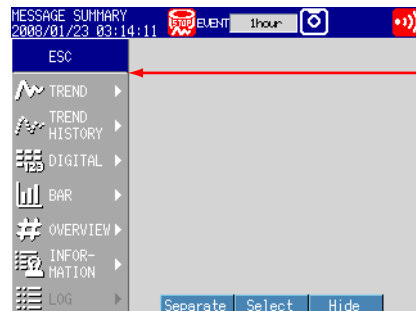 MESSAGE SUMMARY
2008/01/23 03:14:11
STOP
EVENT
1hour
ESC
TREND
TREND
HISTORY
123
DIGITAL
BAR
OVERVIEW
INFOR-
MATION
LOG
Separate
Select
Hide